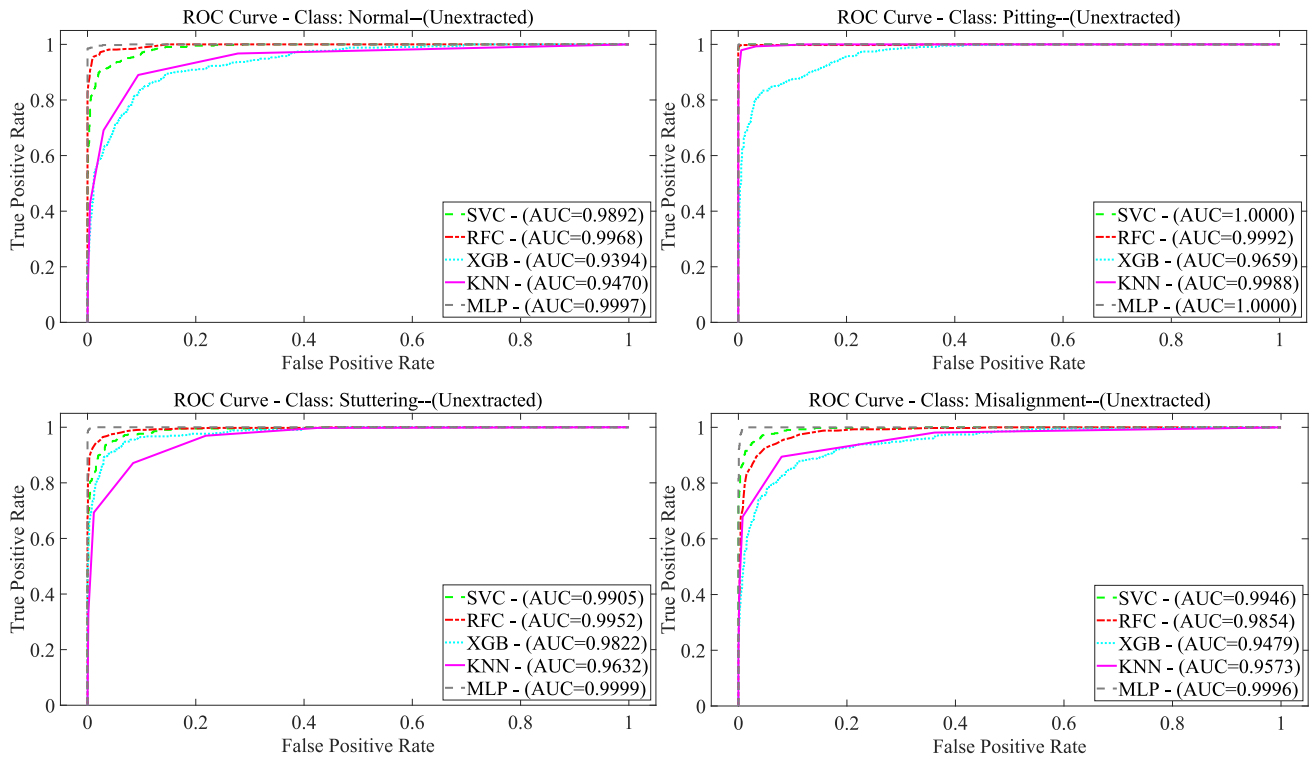 ROC Curve - Class: Normal--(Unextracted)
True Positive Rate
1
0.8
0.6
0.4
0.2
0
0 0.2 0.4 0.6 0.8 1
False Positive Rate
SVC - (AUC=0.9892)
RFC - (AUC=0.9968)
XGB - (AUC=0.9394)
KNN - (AUC=0.9470)
MLP - (AUC=0.9997)
ROC Curve - Class: Pitting--(Unextracted)
True Positive Rate
1
0.8
0.6
0.4
0.2
0
0 0.2 0.4 0.6 0.8 1
False Positive Rate
SVC - (AUC=1.0000)
RFC - (AUC=0.9992)
XGB - (AUC=0.9659)
KNN - (AUC=0.9988)
MLP - (AUC=1.0000)
ROC Curve - Class: Stuttering--(Unextracted)
True Positive Rate
1
0.8
0.6
0.4
0.2
0
0 0.2 0.4 0.6 0.8 1
False Positive Rate
SVC - (AUC=0.9905)
RFC - (AUC=0.9952)
XGB - (AUC=0.9822)
KNN - (AUC=0.9632)
MLP - (AUC=0.9999)
ROC Curve - Class: Misalignment--(Unextracted)
True Positive Rate
1
0.8
0.6
0.4
0.2
0
0 0.2 0.4 0.6 0.8 1
False Positive Rate
SVC - (AUC=0.9946)
RFC - (AUC=0.9854)
XGB - (AUC=0.9479)
KNN - (AUC=0.9573)
MLP - (AUC=0.9996)